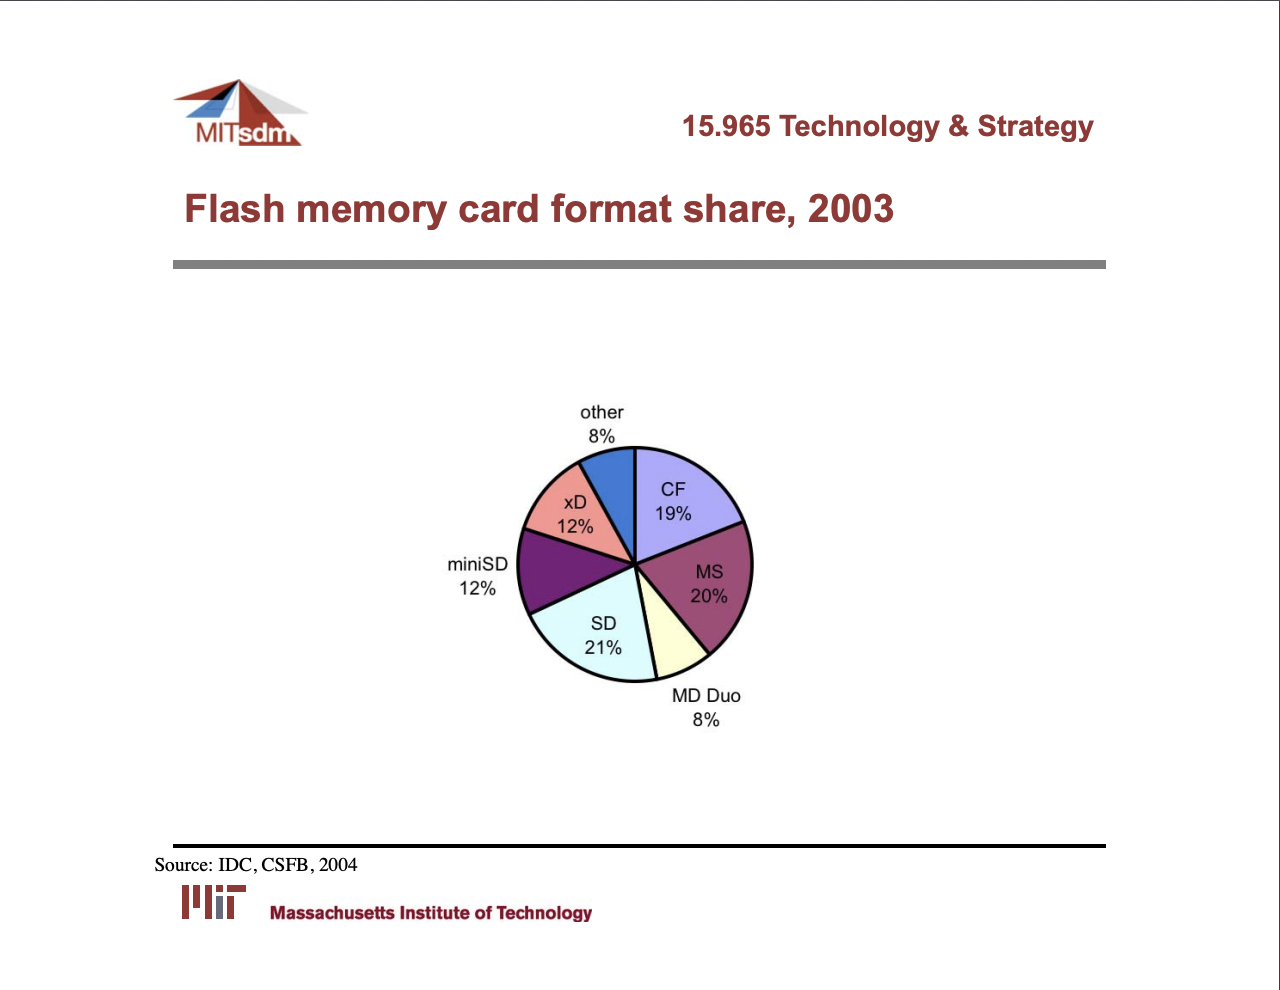 MITsdm
15.965 Technology & Strategy
Flash memory card format share, 2003
other
8%
CF
19%
xD
12%
miniSD
12%
MS
20%
SD
21%
MD Duo
8%
Source: IDC, CSFB, 2004
MIT
Massachusetts Institute of Technology